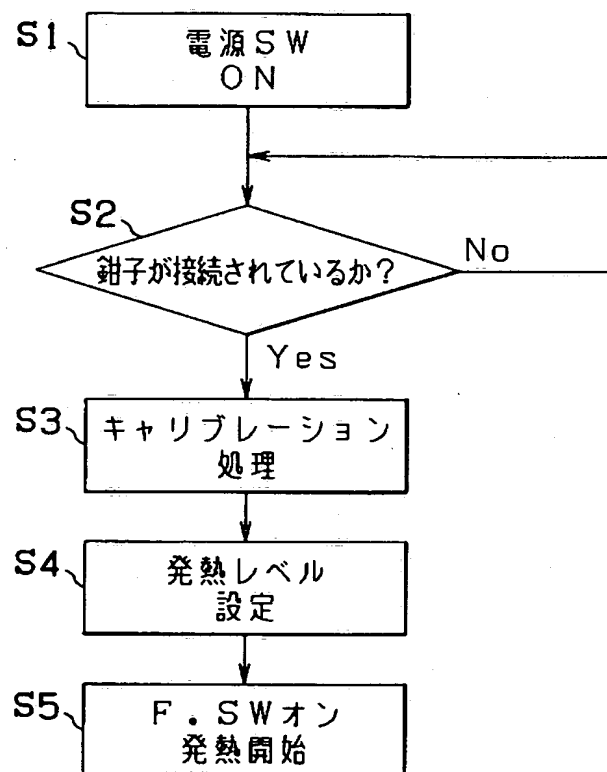 S1
電源SW
ON
S2
鉗子が接続されているか？
No
Yes
S3
キャリブレーション
処理
S4
発熱レベル
設定
S5
F．SWオン
発熱開始